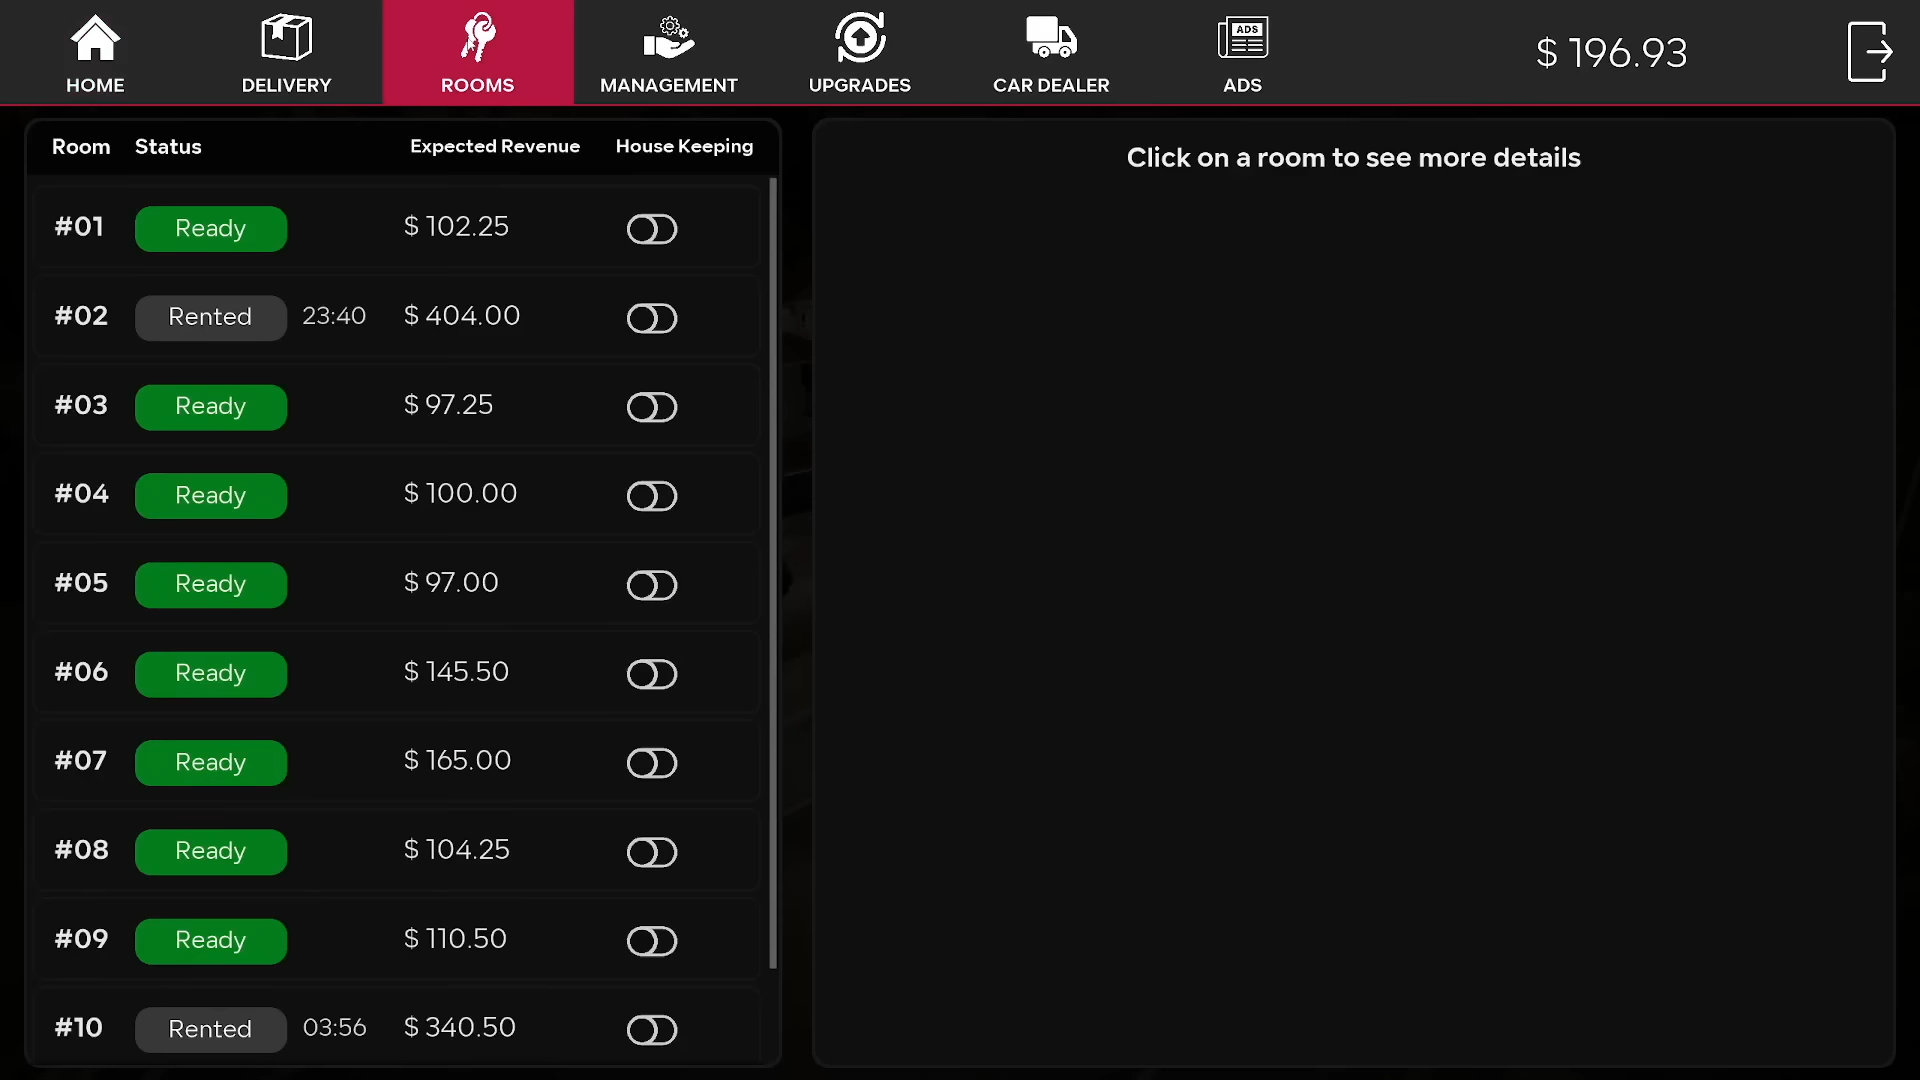 HOME
DELIVERY
ROOMS
MANAGEMENT
UPGRADES
CAR DEALER
ADS
ADS
$ 196.93
Room Status Expected Revenue House Keeping
#01 Ready $ 102.25
#02 Rented 23:40 $ 404.00
#03 Ready $ 97.25
#04 Ready $ 100.00
#05 Ready $ 97.00
#06 Ready $ 145.50
#07 Ready $ 165.00
#08 Ready $ 104.25
#09 Ready $ 110.50
#10 Rented 03:56 $ 340.50
Click on a room to see more details